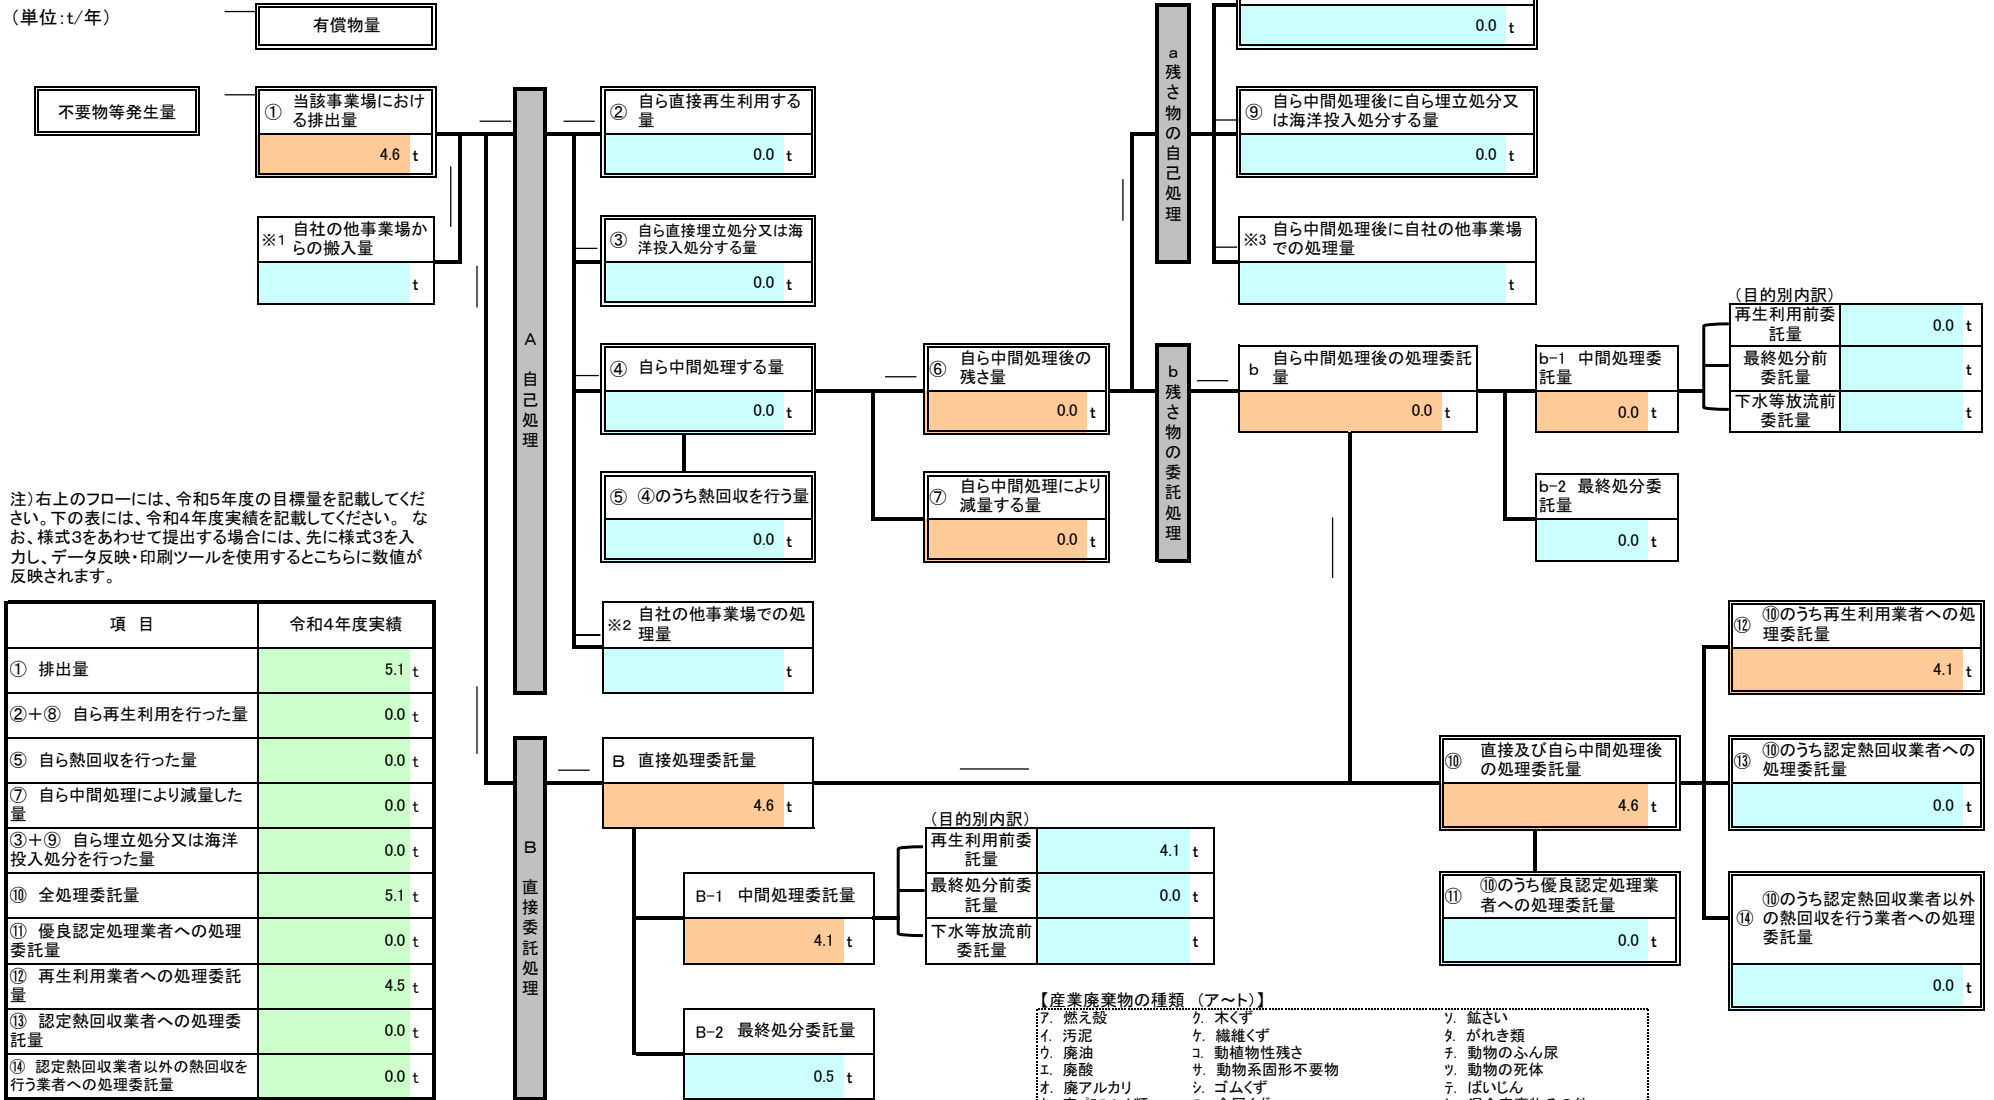 （単位:t/年）
有償物量
0.0 t
不要物等発生量
① 当該事業場におけ
る排出量
4.6 t
※1 自社の他事業場か
らの搬入量
t
A 自己処理
② 自ら直接再生利用する
量
0.0 t
③ 自ら直接埋立処分又は海
洋投入処分する量
0.0 t
④ 自ら中間処理する量
0.0 t
⑤ ④のうち熱回収を行う量
0.0 t
※2 自社の他事業場での処
理量
t
⑥ 自ら中間処理後の
残さ量
0.0 t
⑦ 自ら中間処理により
減量する量
0.0 t
a 残さ物の自己処理
⑨ 自ら中間処理後に自ら埋立処分又
は海洋投入処分する量
0.0 t
※3 自ら中間処理後に自社の他事業場
での処理量
t
b 残さ物の委託処理
b 自ら中間処理後の処理委託
量
0.0 t
b-1 中間処理委
託量
0.0 t
（目的別内訳）
再生利用前委
託量
0.0 t
最終処分前
委託量
t
下水等放流前
委託量
t
b-2 最終処分委
託量
0.0 t
注）右上のフローには、令和5年度の目標量を記載してくだ
さい。下の表には、令和4年度実績を記載してください。 な
お、様式3をあわせて提出する場合には、先に様式3を入
力し、データ反映・印刷ツールを使用するとこちらに数値が
反映されます。
項 目 令和4年度実績
① 排出量 5.1 t
②＋⑧ 自ら再生利用を行った量 0.0 t
⑤ 自ら熱回収を行った量 0.0 t
⑦ 自ら中間処理により減量した
量 0.0 t
③＋⑨ 自ら埋立処分又は海洋
投入処分を行った量 0.0 t
⑩ 全処理委託量 5.1 t
⑪ 優良認定処理業者への処理
委託量 0.0 t
⑫ 再生利用業者への処理委託
量 4.5 t
⑬ 認定熱回収業者への処理委
託量 0.0 t
⑭ 認定熱回収業者以外の熱回収を
行う業者への処理委託量 0.0 t
B 直接委託処理
B 直接処理委託量
4.6 t
B-1 中間処理委託量
4.1 t
（目的別内訳）
再生利用前委
託量
4.1 t
最終処分前委
託量
0.0 t
下水等放流前
委託量
t
B-2 最終処分委託量
0.5 t
⑩ 直接及び自ら中間処理後
の処理委託量
4.6 t
⑪ ⑩のうち優良認定処理業
者への処理委託量
0.0 t
⑫ ⑩のうち再生利用業者への処
理委託量
4.1 t
⑬ ⑩のうち認定熱回収業者への
処理委託量
0.0 t
⑭ ⑩のうち認定熱回収業者以外
の熱回収を行う業者への処理
委託量
0.0 t
【産業廃棄物の種類 （ア～ト）】
ア. 燃え殻 ク. 木くず ソ. 鉱さい
イ. 汚泥 ケ. 繊維くず タ. がれき類
ウ. 廃油 コ. 動植物性残さ チ. 動物のふん尿
エ. 廃酸 サ. 動物系固形不要物 ツ. 動物の死体
オ. 廃アルカリ シ. ゴムくず テ. ばいじん